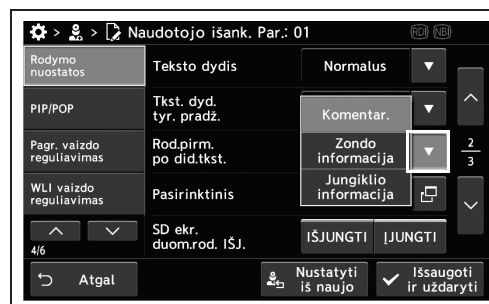 > > Naudotojo išank. Par.: 01 RDI NBI
Rodymo
nuostatos
PIP/POP
Pagr. vaizdo
reguliavimas
WLI vaizdo
reguliavimas
4/6
Teksto dydis
Normalus
Tkst. dyd.
tyr. pradž.
Komentar.
Rod.pirm.
po did.tkst.
Zondo
informacija
Pasirinktinis
Jungiklio
informacija
SD ekr.
duom.rod. IŠJ.
IŠJUNGTI ĮJUNGTI
2
3
Atgal
Nustatyti
iš naujo
Išsaugoti
ir uždaryti